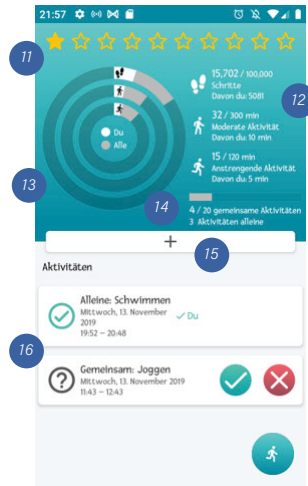 21:57
11
15,702 / 100,000
Schritte
Davon du: 5081
12
32 / 300 min
Moderate Aktivität
Davon du: 10 min
Du
Alle
15 / 120 min
Anstrengende Aktivität
Davon du: 5 min
13
14
4 / 20 gemeinsame Aktivitäten
3 Aktivitäten alleine
+
15
Aktivitäten
Alleine: Schwimmen
Mittwoch, 13. November
2019
Du
19:52 – 20:48
16
Gemeinsam: Joggen
Mittwoch, 13. November 2019
11:43 – 12:43